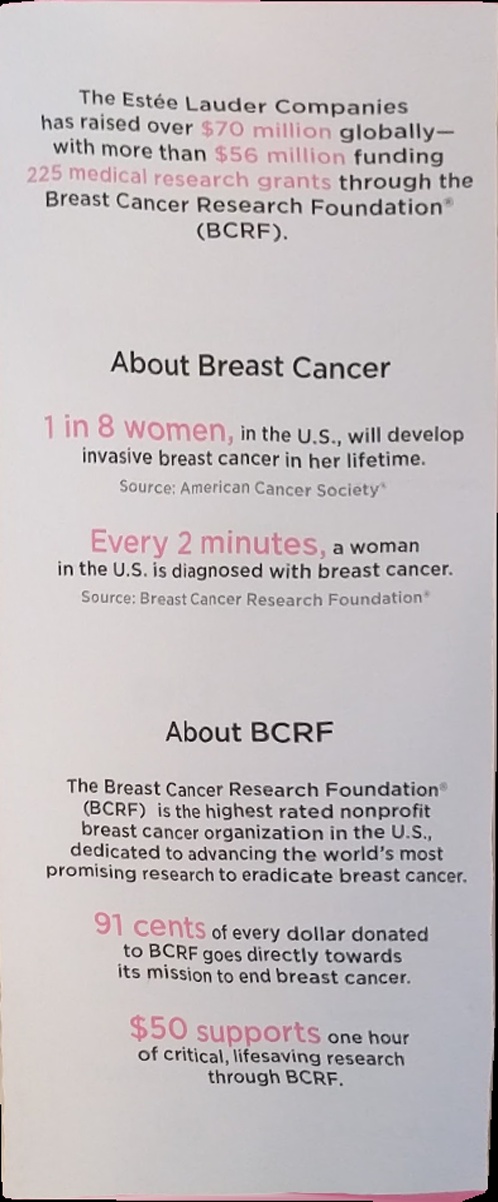 The Estée Lauder Companies
has raised over $70 million globally—
with more than $56 million funding
225 medical research grants through the
Breast Cancer Research Foundation®
(BCRF).
About Breast Cancer
1 in 8 women, in the U.S., will develop
invasive breast cancer in her lifetime.
Source: American Cancer Society®
Every 2 minutes, a woman
in the U.S. is diagnosed with breast cancer.
Source: Breast Cancer Research Foundation®
About BCRF
The Breast Cancer Research Foundation®
(BCRF) is the highest rated nonprofit
breast cancer organization in the U.S.,
dedicated to advancing the world's most
promising research to eradicate breast cancer.
91 cents of every dollar donated
to BCRF goes directly towards
its mission to end breast cancer.
$50 supports one hour
of critical, lifesaving research
through BCRF.